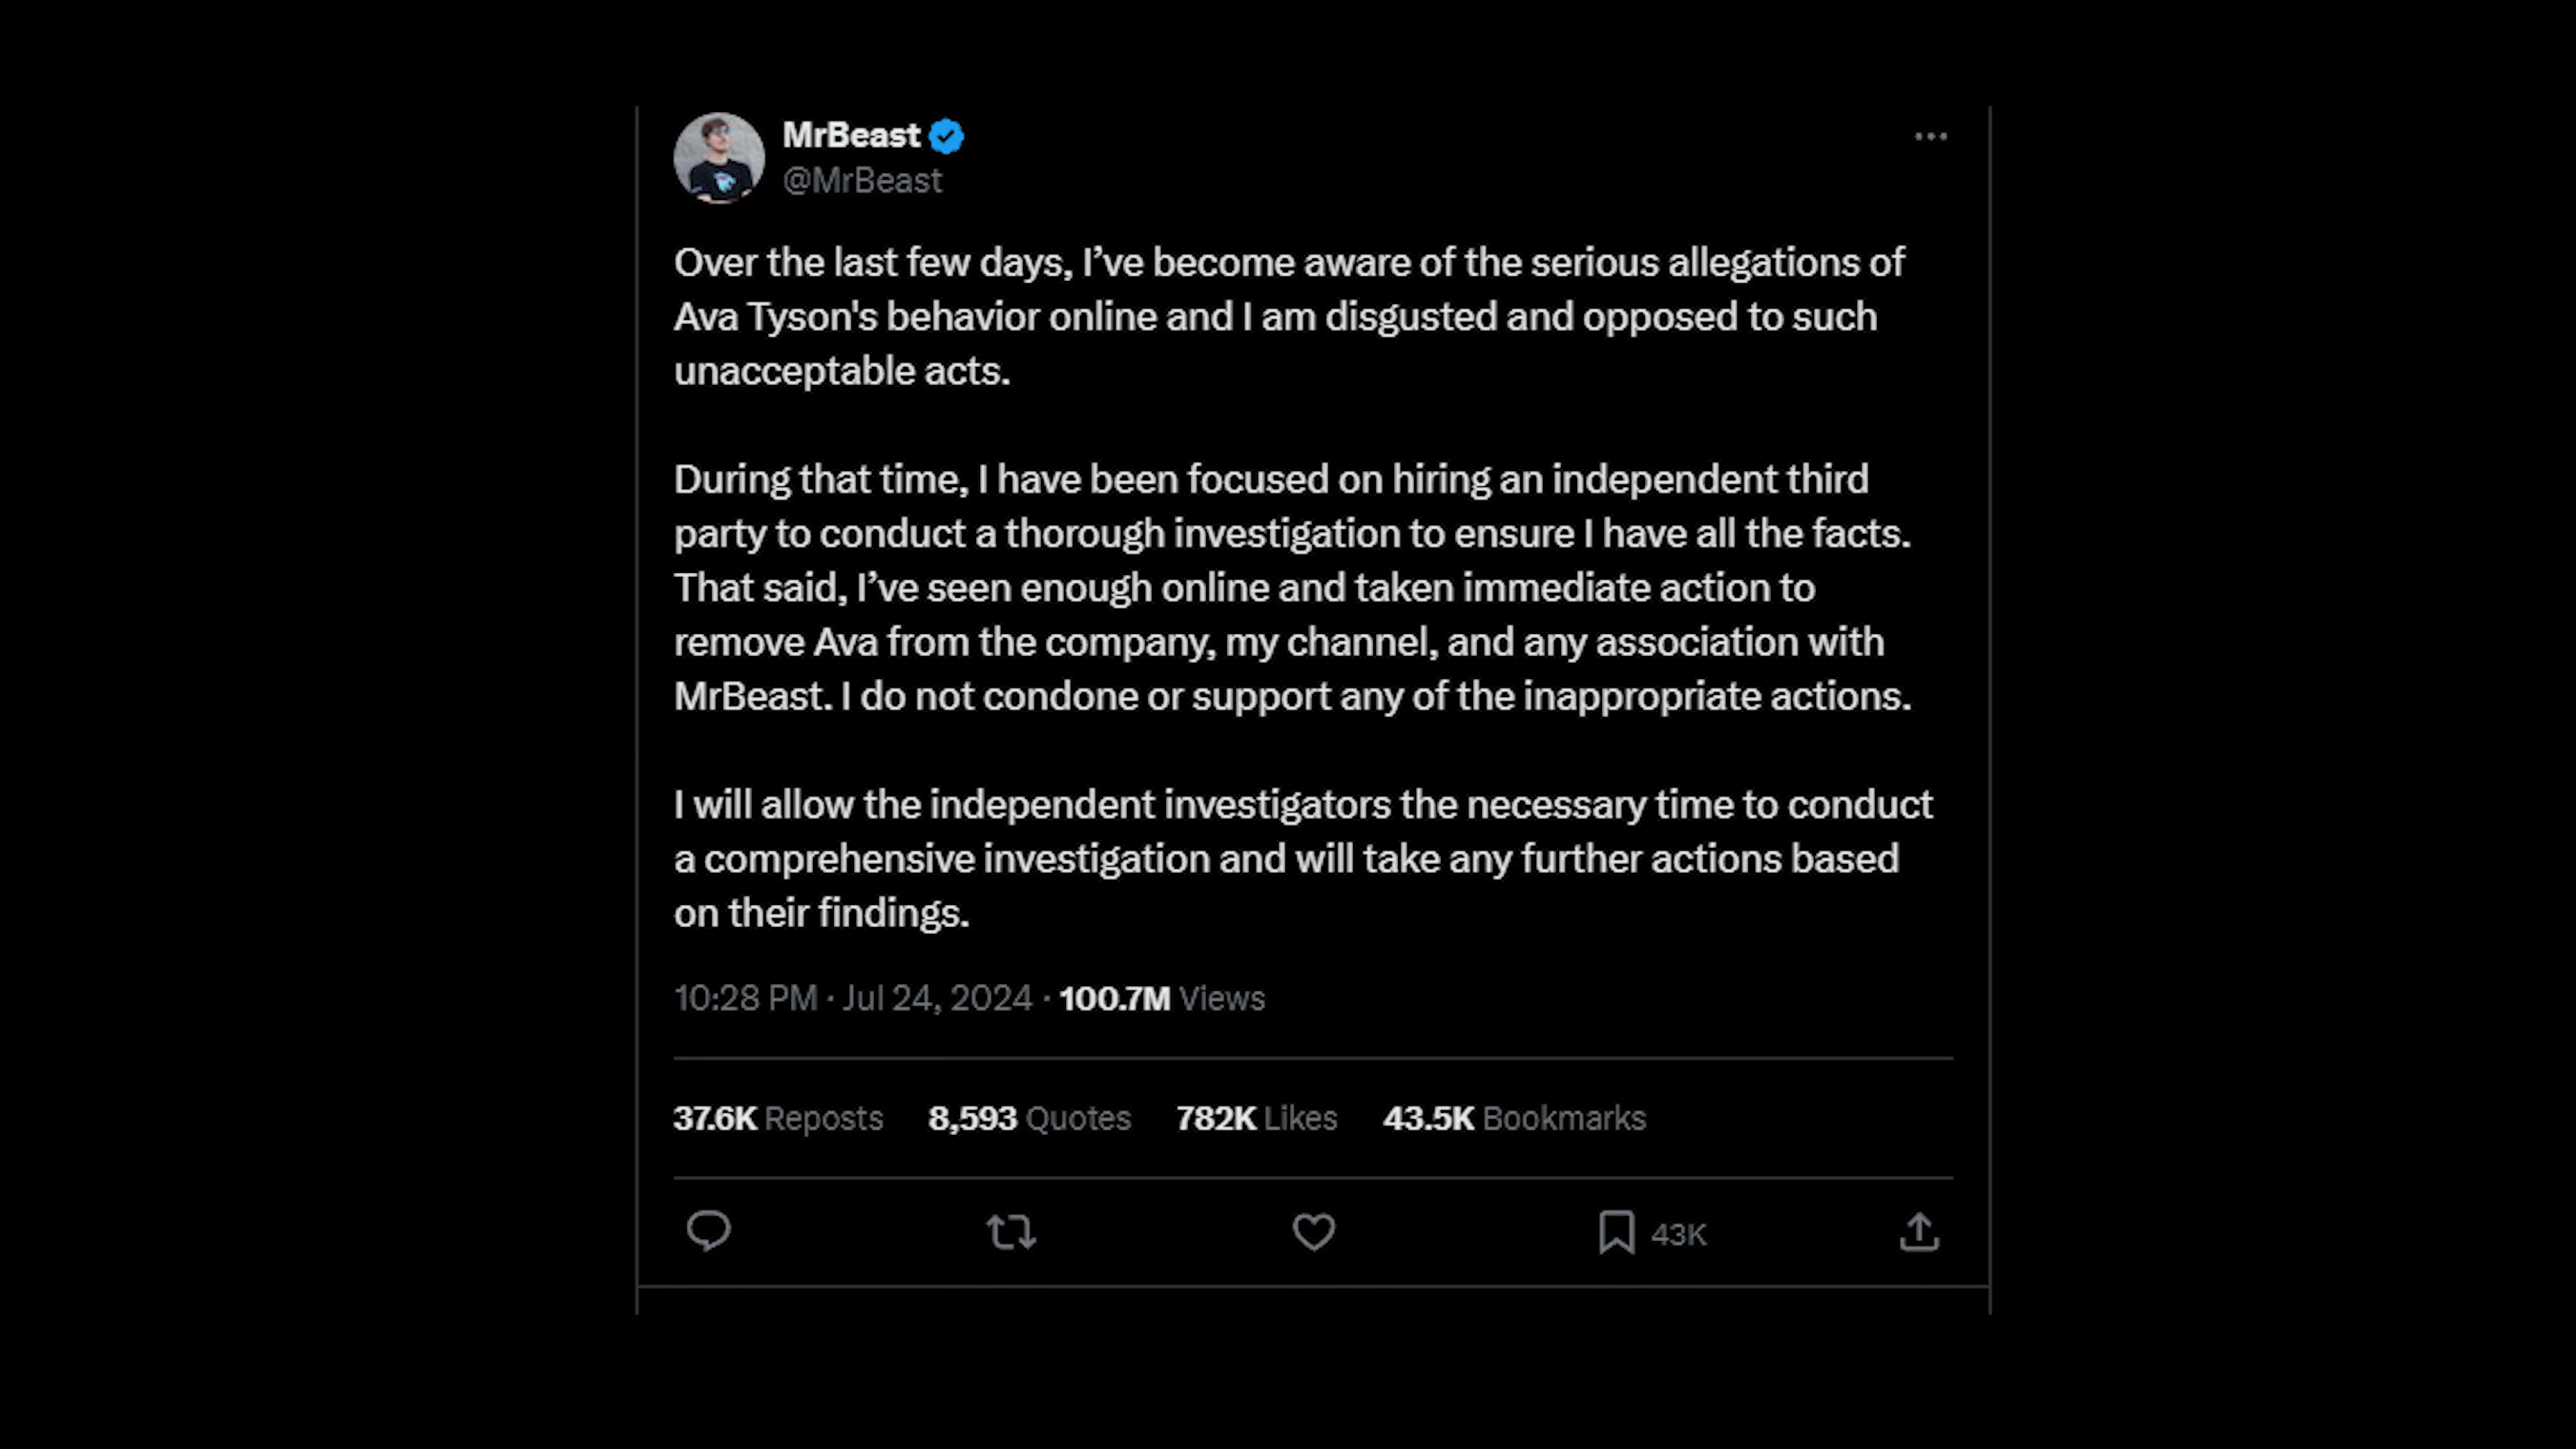 MrBeast
@MrBeast
Over the last few days, I’ve become aware of the serious allegations of
Ava Tyson's behavior online and I am disgusted and opposed to such
unacceptable acts.
During that time, I have been focused on hiring an independent third
party to conduct a thorough investigation to ensure I have all the facts.
That said, I’ve seen enough online and taken immediate action to
remove Ava from the company, my channel, and any association with
MrBeast. I do not condone or support any of the inappropriate actions.
I will allow the independent investigators the necessary time to conduct
a comprehensive investigation and will take any further actions based
on their findings.
10:28 PM · Jul 24, 2024 · 100.7M Views
37.6K Reposts 8,593 Quotes 782K Likes 43.5K Bookmarks
43K